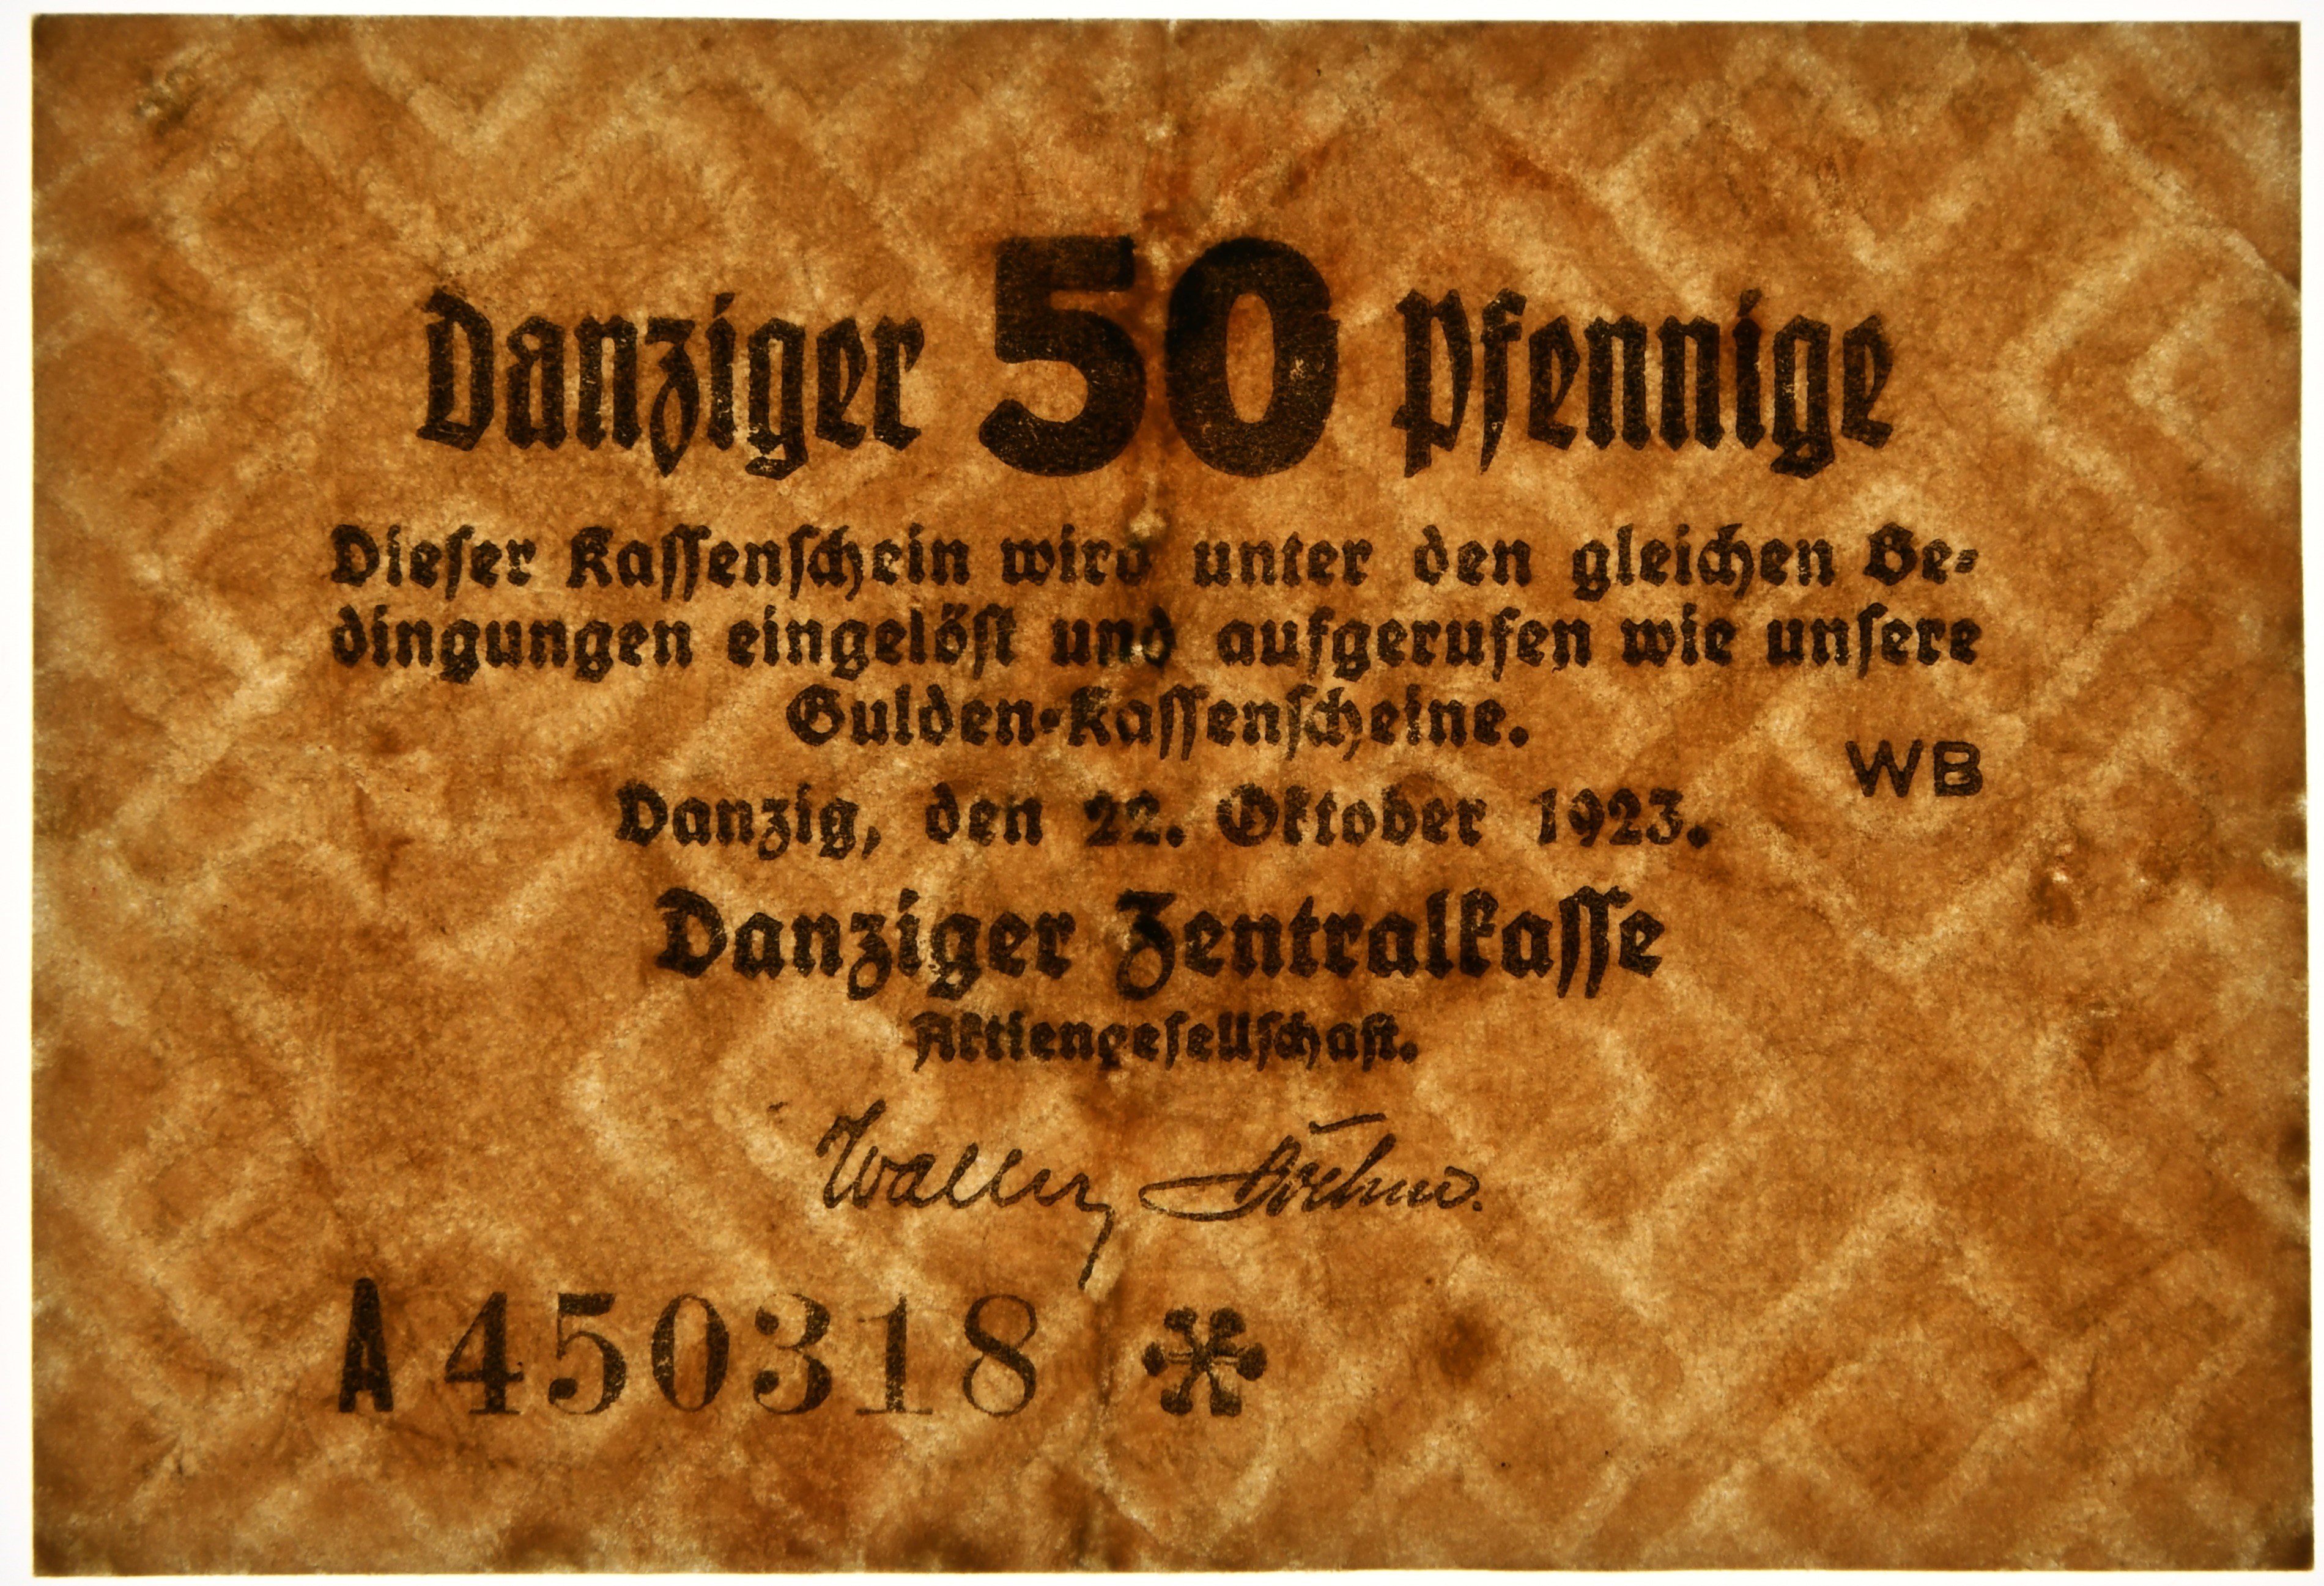 Danziger 50 Pfennige
Dieser Kassenschein wird unter den gleichen Be-
dingungen eingelöst und aufgerufen wie unsere
Gulden-Kassenscheine.
WB
Danzig, den 22. Oktober 1923.
Danziger Zentralkasse
Aktiengesellschaft.
A 450318